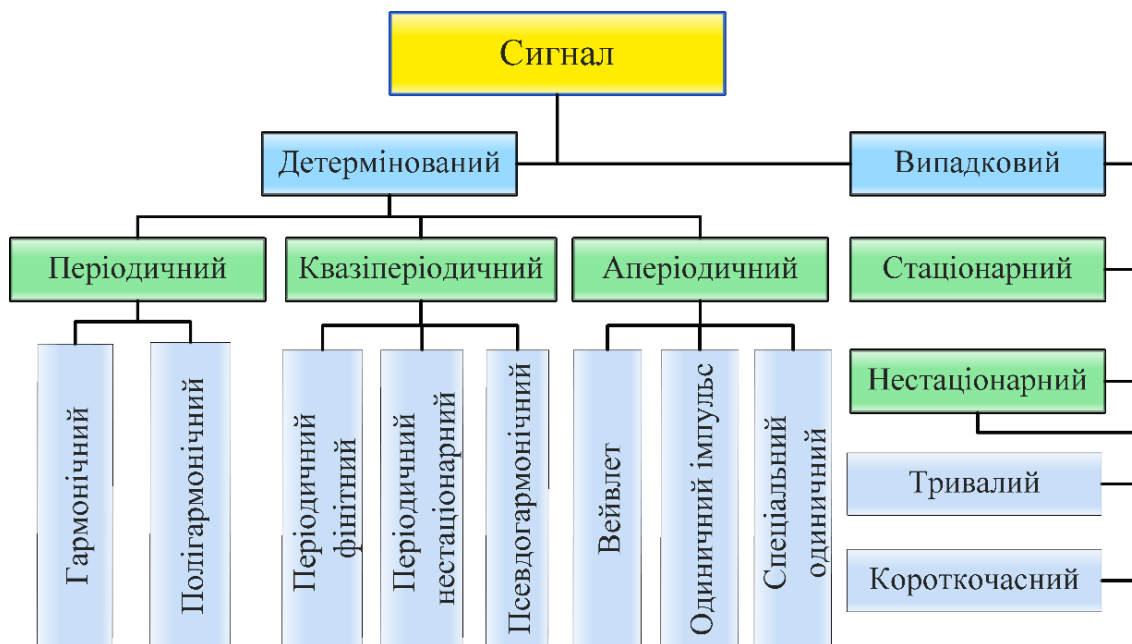 Сигнал
Детермінований
Випадковий
Періодичний
Квазіперіодичний
Аперіодичний
Стаціонарний
Нестаціонарний
Гармонічний
Полігармонічний
Періодичний
фінітний
Періодичний
нестаціонарний
Псевдогармонічний
Вейвлет
Одиничний імпульс
Спеціальний
одиничний
Тривалий
Короткочасний